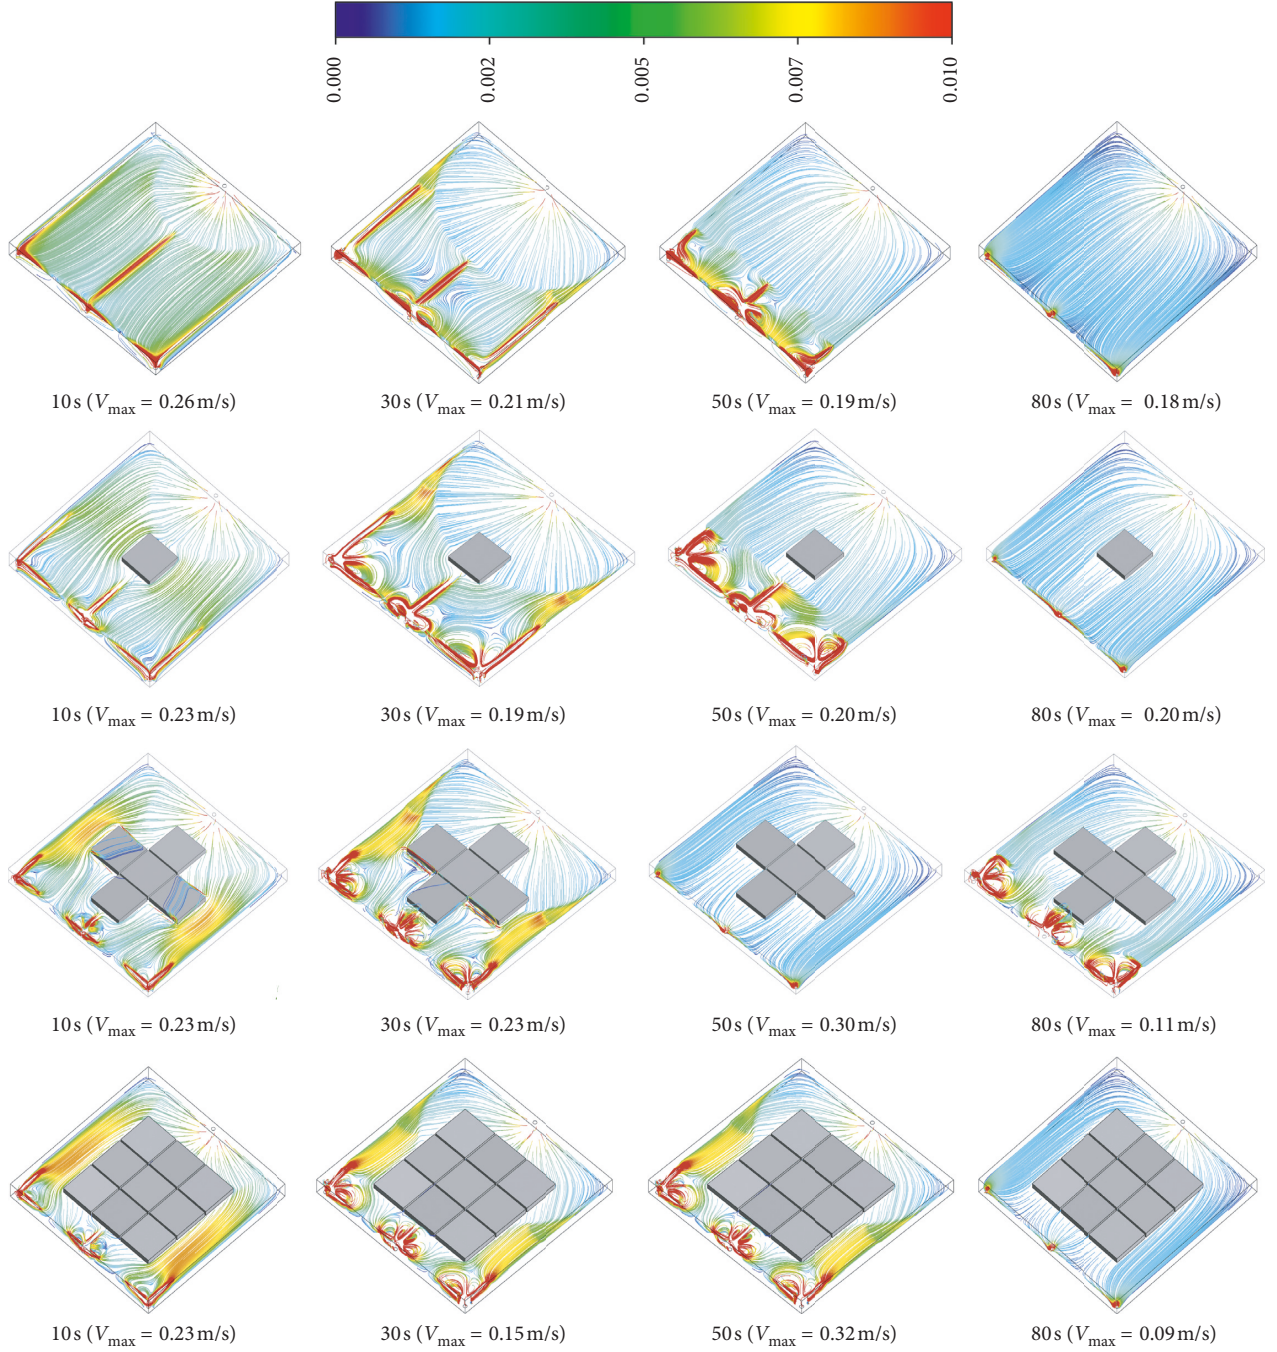 0.000
0.002
0.005
0.007
0.010
10 s (Vmax = 0.26 m/s)
30 s (Vmax = 0.21 m/s)
50 s (Vmax = 0.19 m/s)
80 s (Vmax = 0.18 m/s)
10 s (Vmax = 0.23 m/s)
30 s (Vmax = 0.19 m/s)
50 s (Vmax = 0.20 m/s)
80 s (Vmax = 0.20 m/s)
10 s (Vmax = 0.23 m/s)
30 s (Vmax = 0.23 m/s)
50 s (Vmax = 0.30 m/s)
80 s (Vmax = 0.11 m/s)
10 s (Vmax = 0.23 m/s)
30 s (Vmax = 0.15 m/s)
50 s (Vmax = 0.32 m/s)
80 s (Vmax = 0.09 m/s)